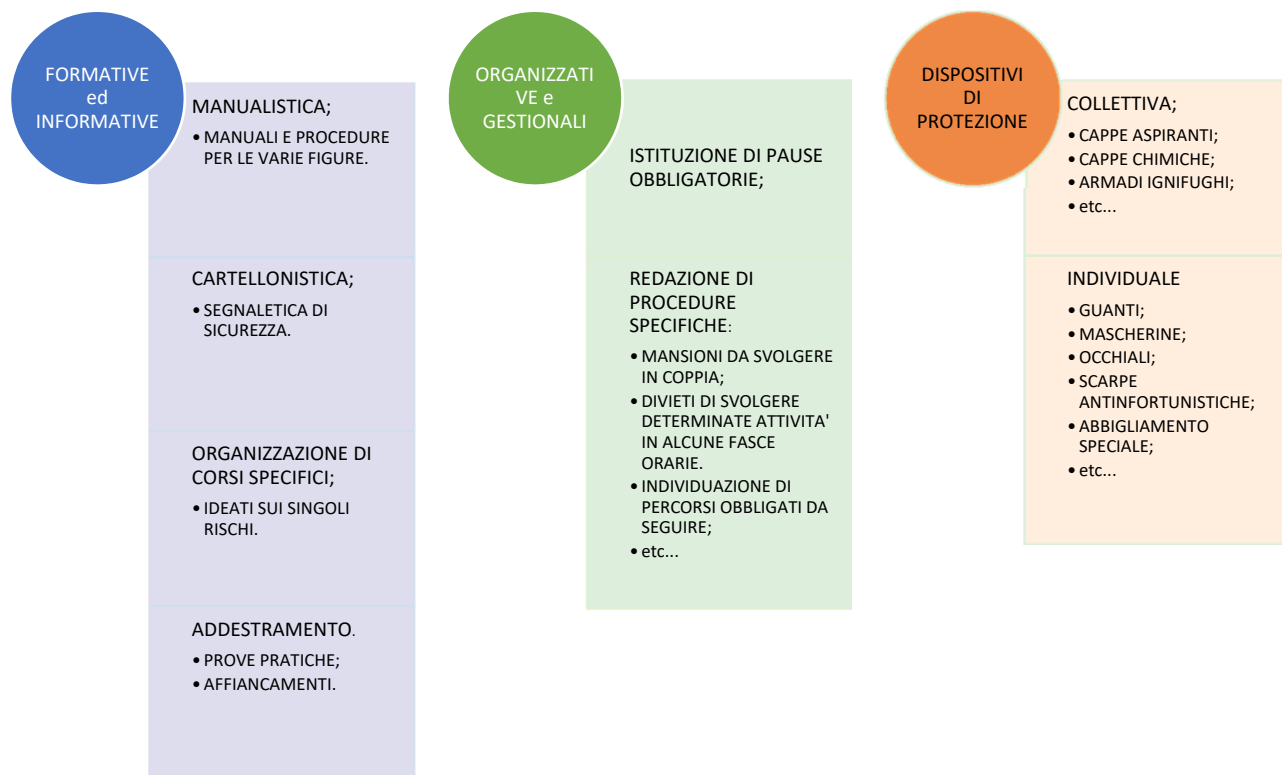 FORMATIVE
ed
INFORMATIVE
MANUALISTICA;
• MANUALI E PROCEDURE
PER LE VARIE FIGURE.
CARTELLONISTICA;
• SEGNALETICA DI
SICUREZZA.
ORGANIZZAZIONE DI
CORSI SPECIFICI;
• IDEATI SUI SINGOLI
RISCHI.
ADDESTRAMENTO.
• PROVE PRATICHE;
• AFFIANCAMENTI.
ORGANIZZATI
VE e
GESTIONALI
ISTITUZIONE DI PAUSE
OBBLIGATORIE;
REDAZIONE DI
PROCEDURE
SPECIFICHE:
• MANSIONI DA SVOLGERE
IN COPPIA;
• DIVIETI DI SVOLGERE
DETERMINATE ATTIVITA'
IN ALCUNE FASCE
ORARIE.
• INDIVIDUAZIONE DI
PERCORSI OBBLIGATI DA
SEGUIRE;
• etc...
DISPOSITIVI
DI
PROTEZIONE
COLLETTIVA;
• CAPPE ASPIRANTI;
• CAPPE CHIMICHE;
• ARMADI IGNIFUGHI;
• etc...
INDIVIDUALE
• GUANTI;
• MASCHERINE;
• OCCHIALI;
• SCARPE
ANTINFORTUNISTICHE;
• ABBIGLIAMENTO
SPECIALE;
• etc...